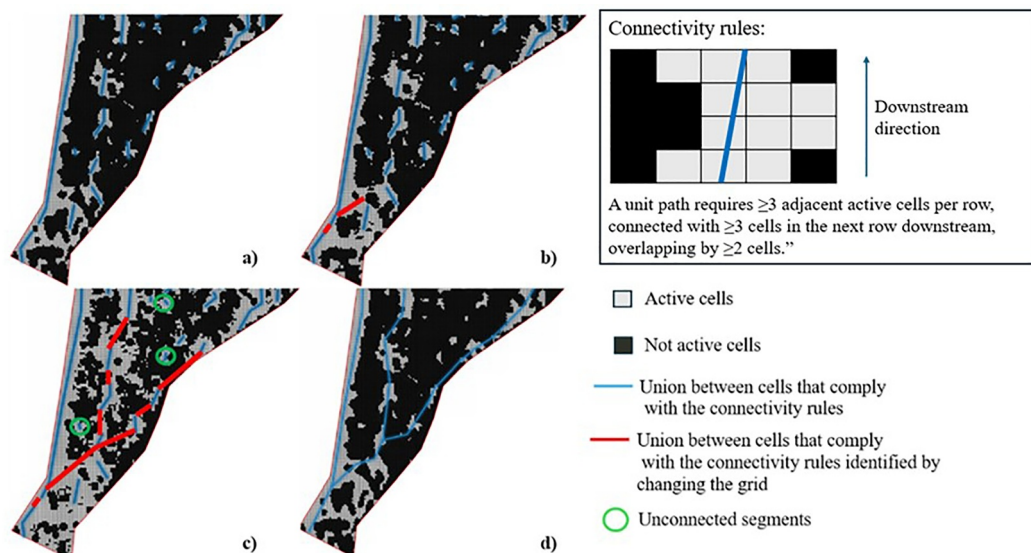 a)
b)
c)
d)
Connectivity rules:
Downstream
direction
A unit path requires ≥3 adjacent active cells per row,
connected with ≥3 cells in the next row downstream,
overlapping by ≥2 cells.”
Active cells
Not active cells
Union between cells that comply
with the connectivity rules
Union between cells that comply
with the connectivity rules identified by
changing the grid
Unconnected segments